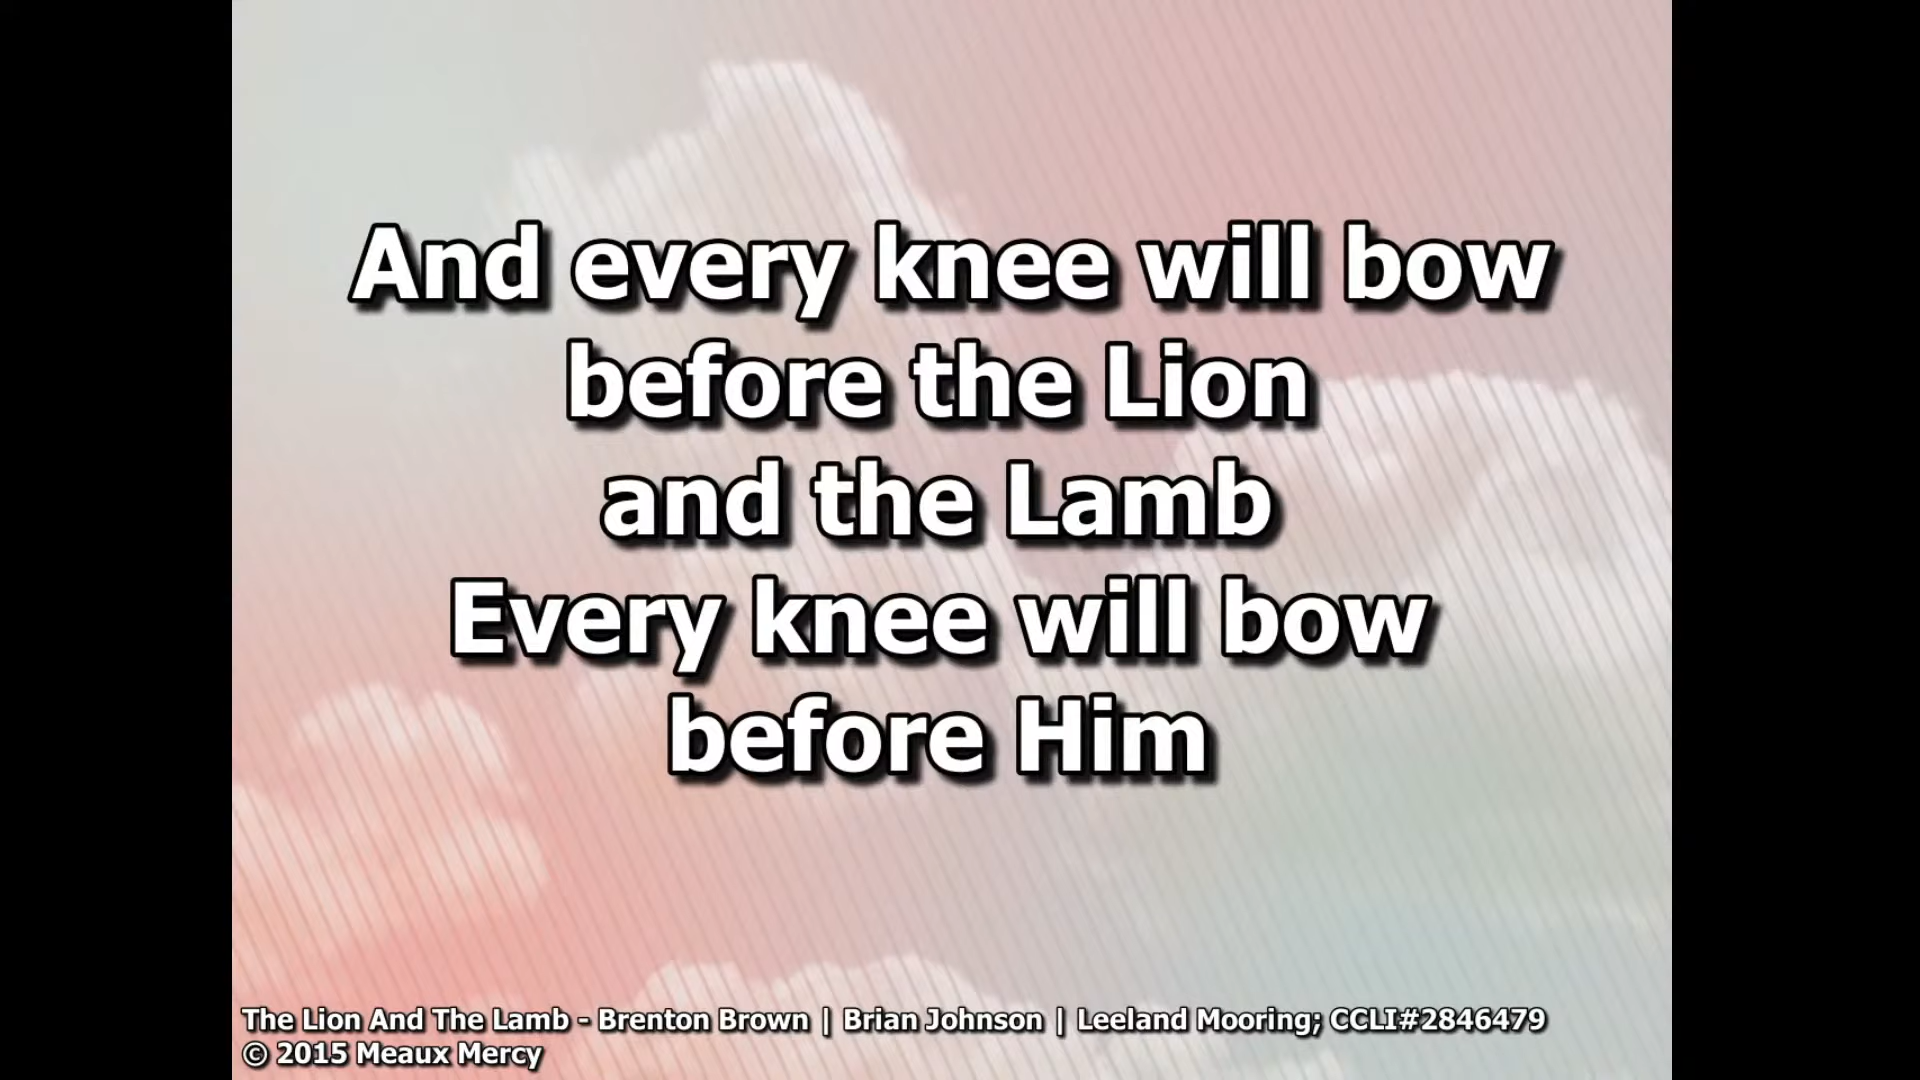 And every knee will bow
before the Lion
and the Lamb
Every knee will bow
before Him
The Lion And The Lamb - Brenton Brown | Brian Johnson | Leeland Mooring; CCLI#2846479
© 2015 Meaux Mercy